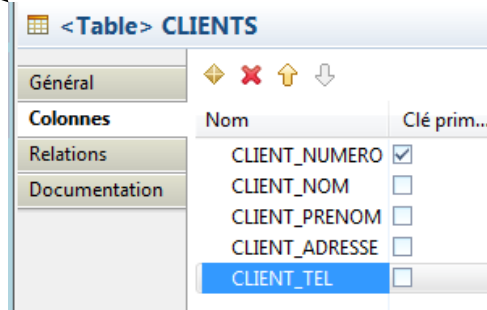 <Table> CLIENTS
Général
Colonnes
Relations
Documentation
Nom Clé prim...
CLIENT_NUMERO
CLIENT_NOM
CLIENT_PRENOM
CLIENT_ADRESSE
CLIENT_TEL